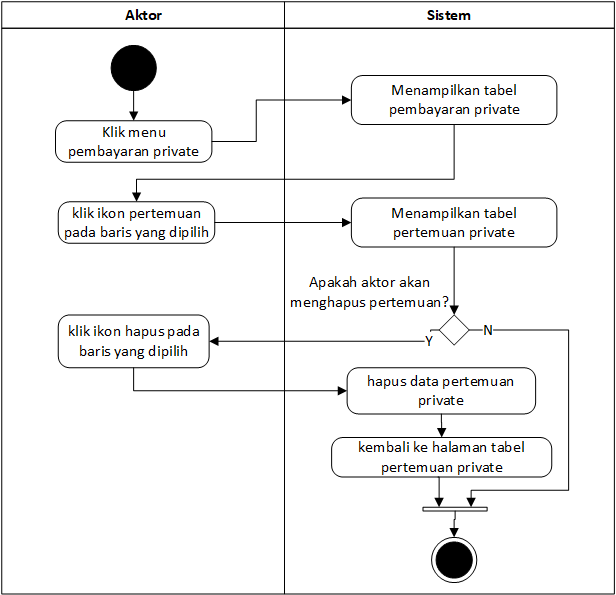 Aktor
Sistem
Klik menu
pembayaran private
Menampilkan tabel
pembayaran private
klik ikon pertemuan
pada baris yang dipilih
Menampilkan tabel
pertemuan private
Apakah aktor akan
menghapus pertemuan?
Y
N
klik ikon hapus pada
baris yang dipilih
hapus data pertemuan
private
kembali ke halaman tabel
pertemuan private